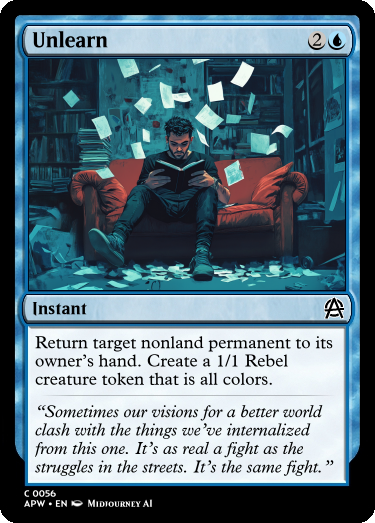 Unlearn 2
Instant
Return target nonland permanent to its
owner's hand. Create a 1/1 Rebel
creature token that is all colors.
“Sometimes our visions for a better world
clash with the things we've internalized
from this one. It's as real a fight as the
struggles in the streets. It's the same fight.”
C 0056
APW • EN Midjourney AI